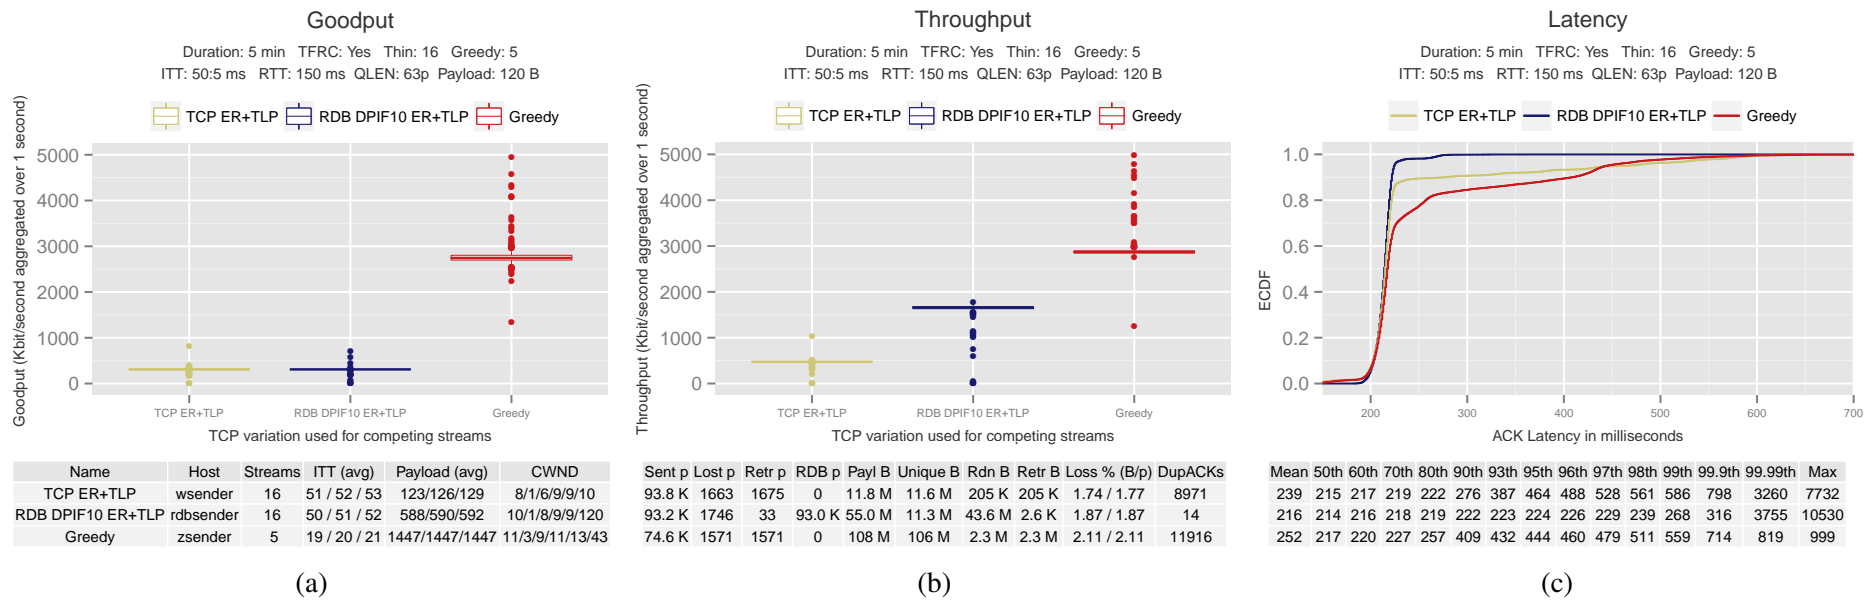 Goodput
Duration: 5 min TFRC: Yes Thin: 16 Greedy: 5
ITT: 50:5 ms RTT: 150 ms QLEN: 63p Payload: 120 B
TCP ER+TLP RDB DPIF10 ER+TLP Greedy
Goodput (Kbit/second aggregated over 1 second)
5000
4000
3000
2000
1000
0
TCP ER+TLP RDB DPIF10 ER+TLP Greedy
TCP variation used for competing streams
Name Host Streams ITT (avg) Payload (avg) CWND
TCP ER+TLP wsender 16 51 / 52 / 53 123/126/129 8/1/6/9/9/10
RDB DPIF10 ER+TLP rdbsender 16 50 / 51 / 52 588/590/592 10/1/8/9/9/120
Greedy zsender 5 19 / 20 / 21 1447/1447/1447 11/3/9/11/13/43
(a)
Throughput
Duration: 5 min TFRC: Yes Thin: 16 Greedy: 5
ITT: 50:5 ms RTT: 150 ms QLEN: 63p Payload: 120 B
TCP ER+TLP RDB DPIF10 ER+TLP Greedy
Throughput (Kbit/second aggregated over 1 second)
5000
4000
3000
2000
1000
0
TCP ER+TLP RDB DPIF10 ER+TLP Greedy
TCP variation used for competing streams
Sent p Lost p Retr p RDB p Payl B Unique B Rdn B Retr B Loss % (B/p) DupACKs
93.8 K 1663 1675 0 11.8 M 11.6 M 205 K 205 K 1.74 / 1.77 8971
93.2 K 1746 33 93.0 K 55.0 M 11.3 M 43.6 M 2.6 K 1.87 / 1.87 14
74.6 K 1571 1571 0 108 M 106 M 2.3 M 2.3 M 2.11 / 2.11 11916
(b)
Latency
Duration: 5 min TFRC: Yes Thin: 16 Greedy: 5
ITT: 50:5 ms RTT: 150 ms QLEN: 63p Payload: 120 B
TCP ER+TLP RDB DPIF10 ER+TLP Greedy
ECDF
1.0
0.8
0.6
0.4
0.2
0.0
200 300 400 500 600 700
ACK Latency in milliseconds
Mean 50th 60th 70th 80th 90th 93th 95th 96th 97th 98th 99th 99.9th 99.99th Max
239 215 217 219 222 276 387 464 488 528 561 586 798 3260 7732
216 214 216 218 219 222 223 224 226 229 239 268 316 3755 10530
252 217 220 227 257 409 432 444 460 479 511 559 714 819 999
(c)